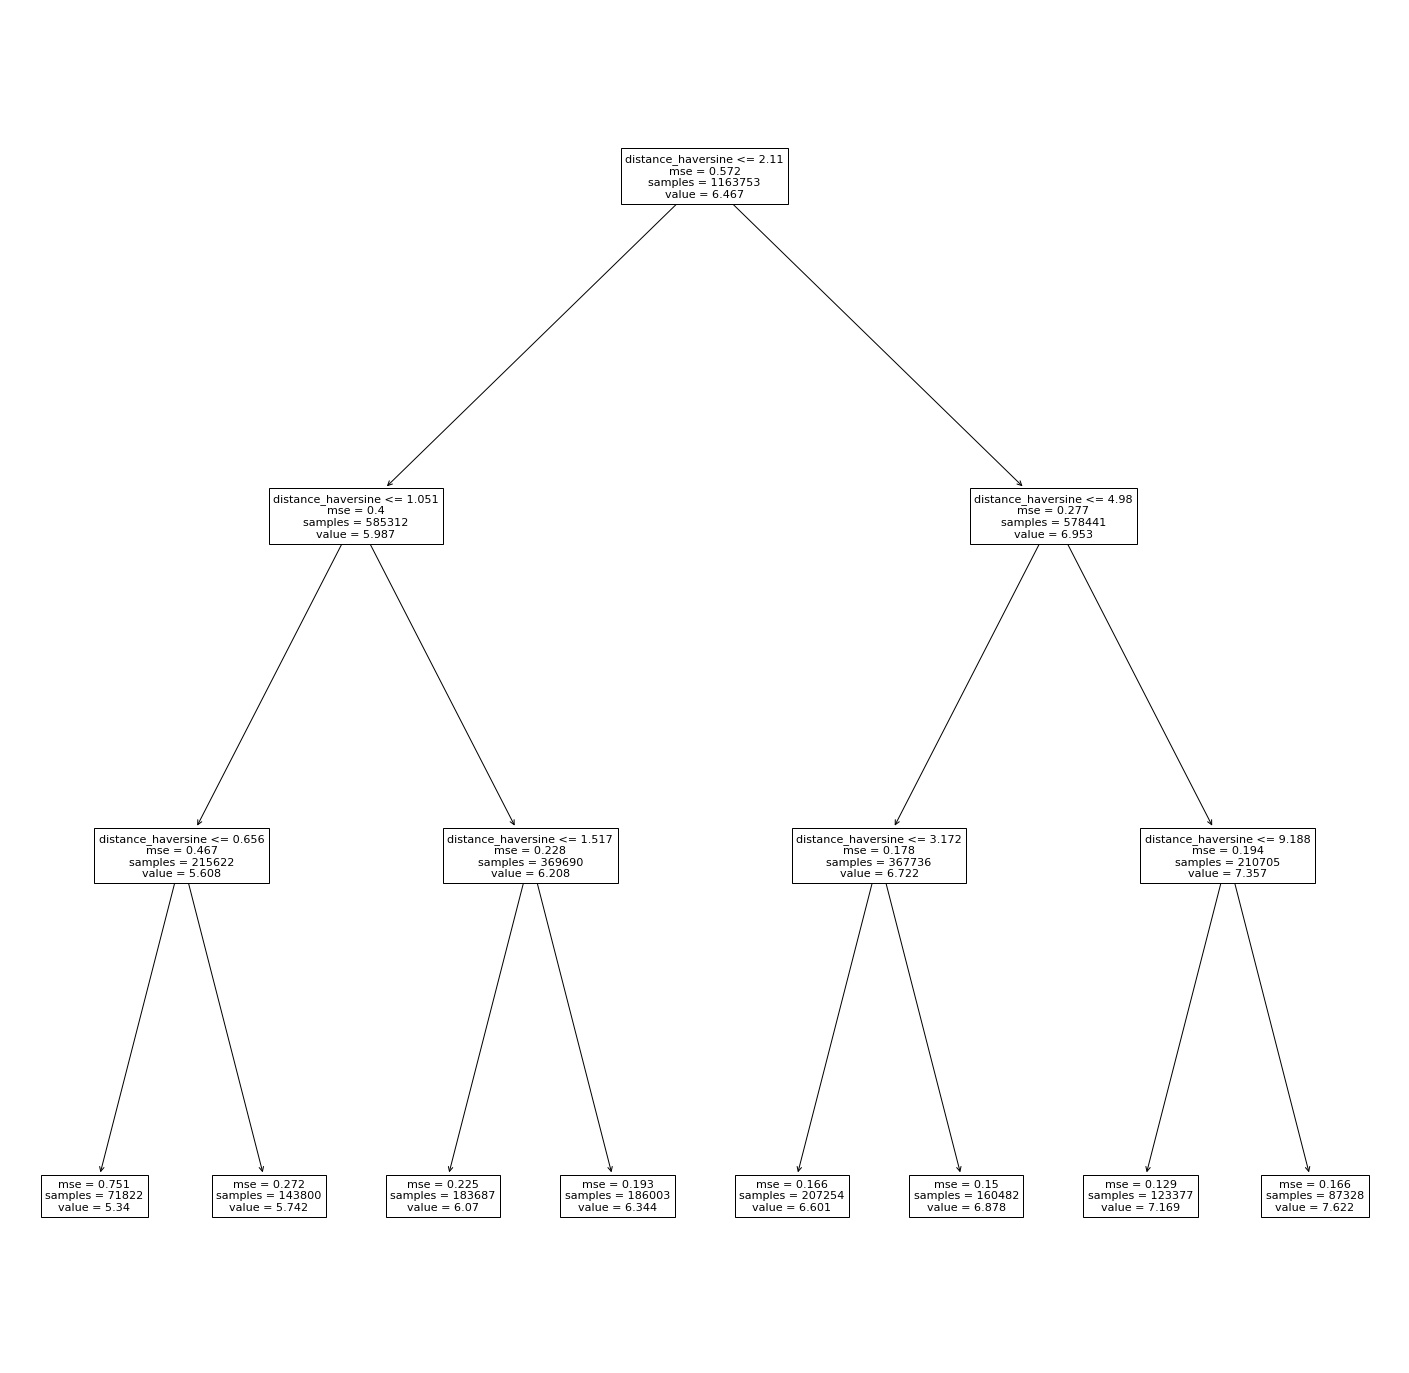 distance_haversine <= 2.11
mse = 0.572
samples = 1163753
value = 6.467
distance_haversine <= 1.051
mse = 0.4
samples = 585312
value = 5.987
distance_haversine <= 4.98
mse = 0.277
samples = 578441
value = 6.953
distance_haversine <= 0.656
mse = 0.467
samples = 215622
value = 5.608
distance_haversine <= 1.517
mse = 0.228
samples = 369690
value = 6.208
distance_haversine <= 3.172
mse = 0.178
samples = 367736
value = 6.722
distance_haversine <= 9.188
mse = 0.194
samples = 210705
value = 7.357
mse = 0.751
samples = 71822
value = 5.34
mse = 0.272
samples = 143800
value = 5.742
mse = 0.225
samples = 183687
value = 6.07
mse = 0.193
samples = 186003
value = 6.344
mse = 0.166
samples = 207254
value = 6.601
mse = 0.15
samples = 160482
value = 6.878
mse = 0.129
samples = 123377
value = 7.169
mse = 0.166
samples = 87328
value = 7.622